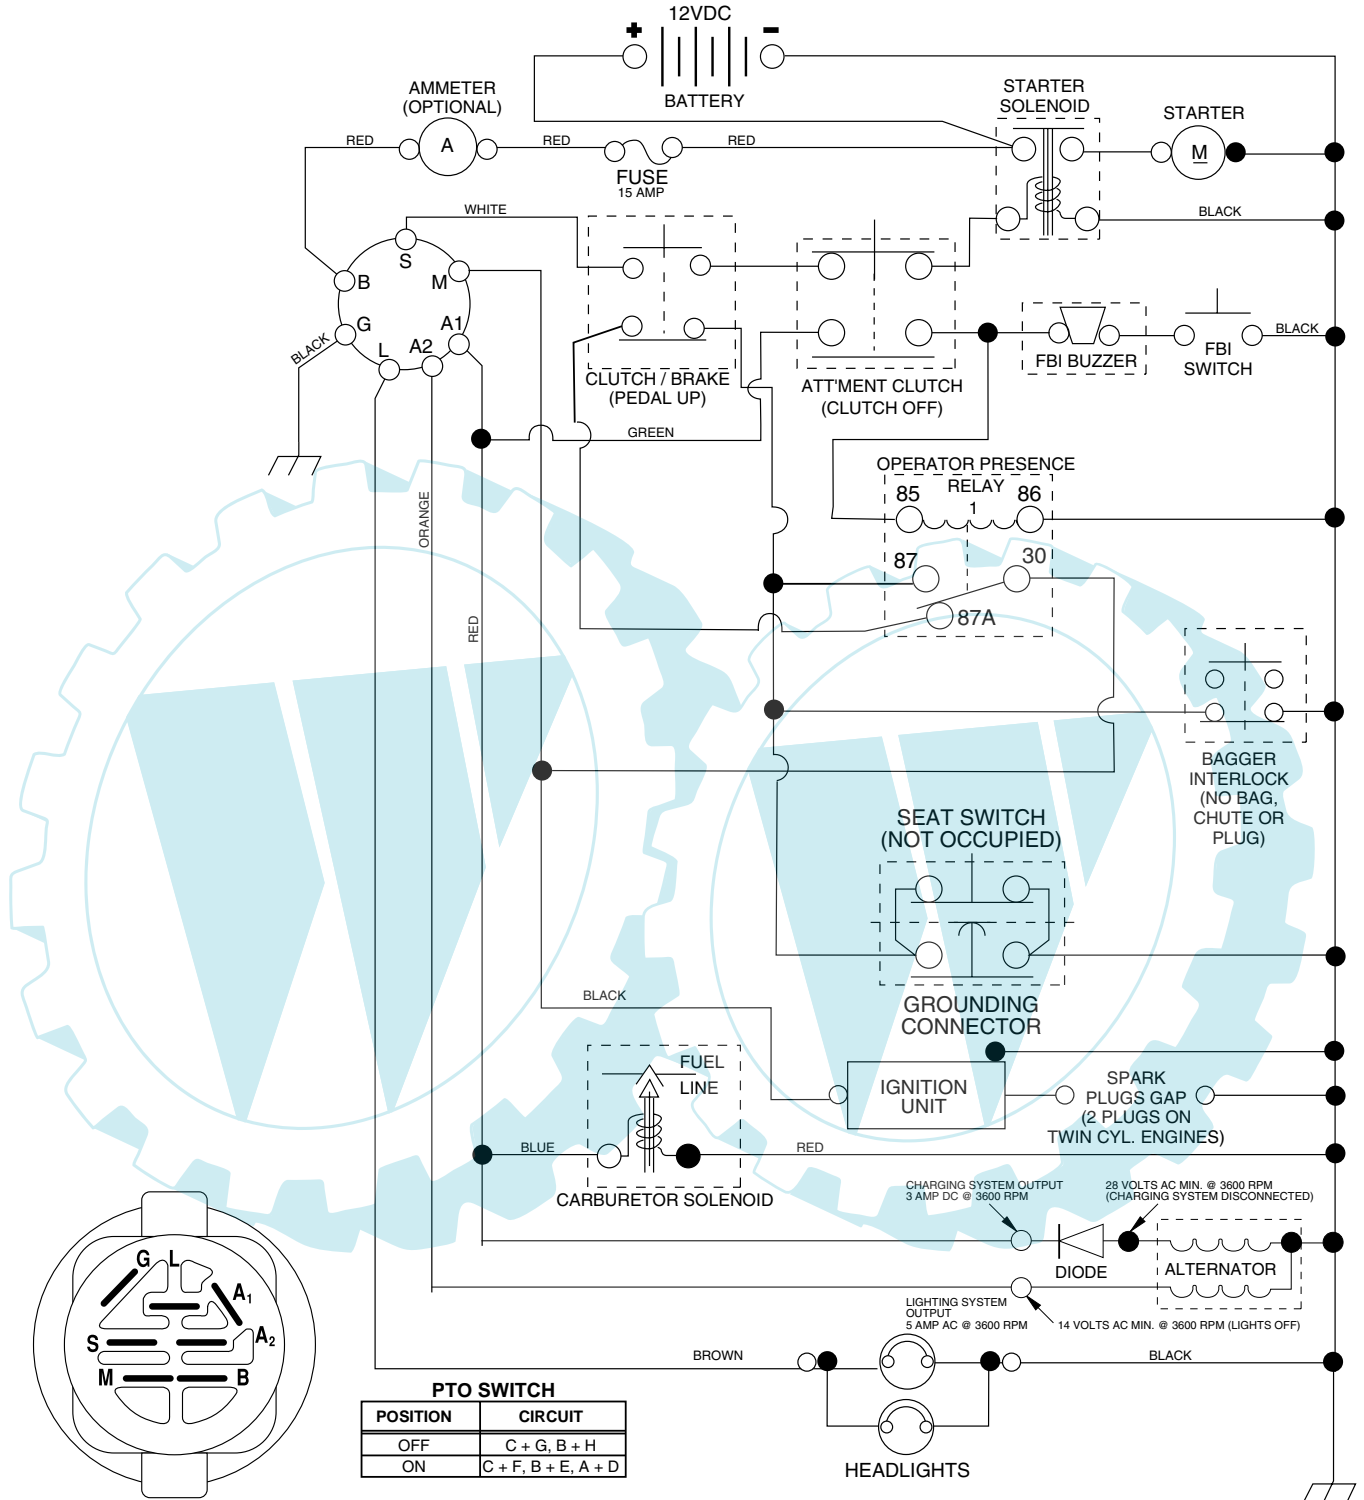 12VDC
+
-
BATTERY
AMMETER
(OPTIONAL)
A
RED
RED
RED
FUSE
15 AMP
STARTER
SOLENOID
STARTER
M
BLACK
WHITE
S
B
M
G
A1
L
A2
BLACK
CLUTCH / BRAKE
(PEDAL UP)
ATT'MENT CLUTCH
(CLUTCH OFF)
FBI BUZZER
FBI
SWITCH
BLACK
GREEN
ORANGE
RED
OPERATOR PRESENCE
RELAY
1
85
86
87
30
87A
BAGGER
INTERLOCK
(NO BAG,
CHUTE OR
PLUG)
SEAT SWITCH
(NOT OCCUPIED)
GROUNDING
CONNECTOR
BLACK
FUEL
LINE
IGNITION
UNIT
SPARK
PLUGS GAP
(2 PLUGS ON
TWIN CYL. ENGINES)
BLUE
RED
CARBURETOR SOLENOID
CHARGING SYSTEM OUTPUT
3 AMP DC @ 3600 RPM
28 VOLTS AC MIN. @ 3600 RPM
(CHARGING SYSTEM DISCONNECTED)
DIODE
ALTERNATOR
LIGHTING SYSTEM
OUTPUT
5 AMP AC @ 3600 RPM
14 VOLTS AC MIN. @ 3600 RPM (LIGHTS OFF)
G
L
A1
A2
S
M
B
BROWN
BLACK
HEADLIGHTS
PTO SWITCH
POSITION CIRCUIT
OFF C + G, B + H
ON C + F, B + E, A + D